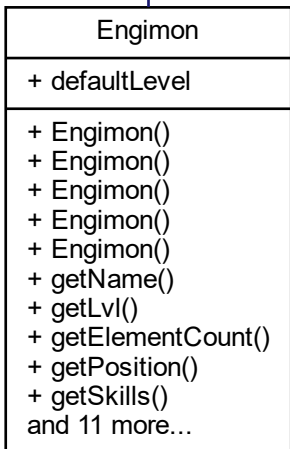 Engimon
+ defaultLevel
+ Engimon()
+ Engimon()
+ Engimon()
+ Engimon()
+ Engimon()
+ getName()
+ getLvl()
+ getElementCount()
+ getPosition()
+ getSkills()
and 11 more...